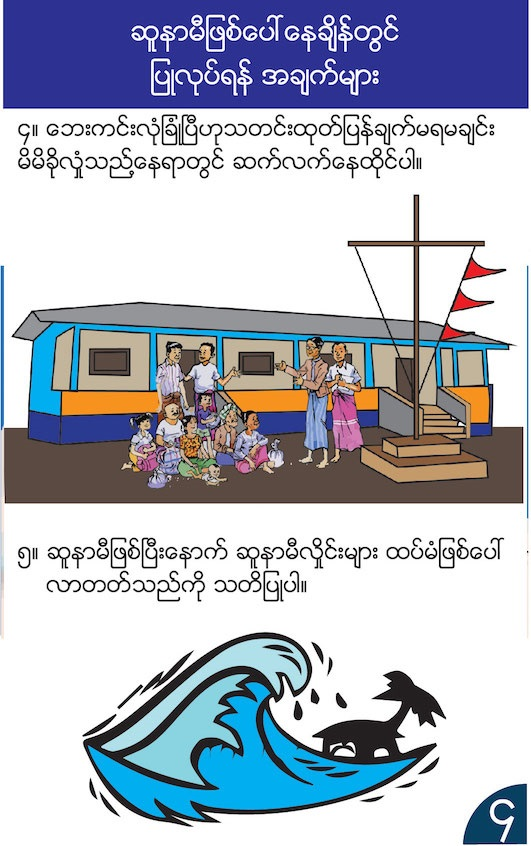 ဆူနာမီဖြစ်ပေါ်နေချိန်တွင်
ပြုလုပ်ရန် အချက်များ
၄။ ဘေးကင်းလုံခြုံပြီဟုသတင်းထုတ်ပြန်ချက်မရမချင်း
မိမိခိုလှုံသည့်နေရာတွင် ဆက်လက်နေထိုင်ပါ။
၅။ ဆူနာမီဖြစ်ပြီးနောက် ဆူနာမီလှိုင်းများ ထပ်မံဖြစ်ပေါ်
လာတတ်သည်ကို သတိပြုပါ။
၄